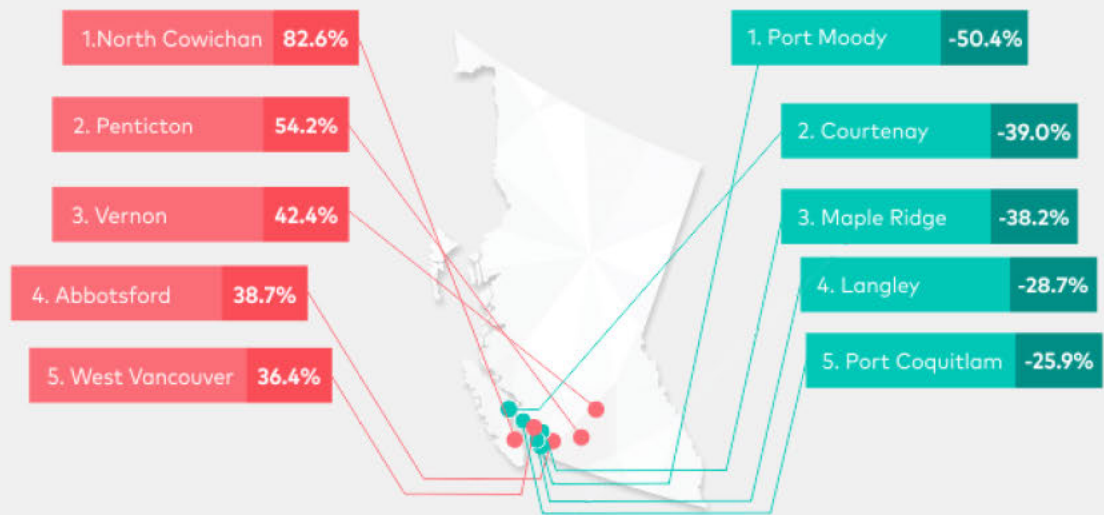 1.North Cowichan 82.6%
2. Penticton 54.2%
3. Vernon 42.4%
4. Abbotsford 38.7%
5. West Vancouver 36.4%
1. Port Moody -50.4%
2. Courtenay -39.0%
3. Maple Ridge -38.2%
4. Langley -28.7%
5. Port Coquitlam -25.9%